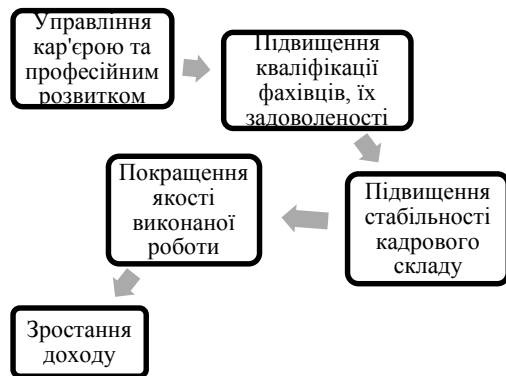 Управління
кар'єрою та
професійним
розвитком
Підвищення
кваліфікації
фахівців, їх
задоволеності
Підвищення
стабільності
кадрового
складу
Покращення
якості
виконаної
роботи
Зростання
доходу